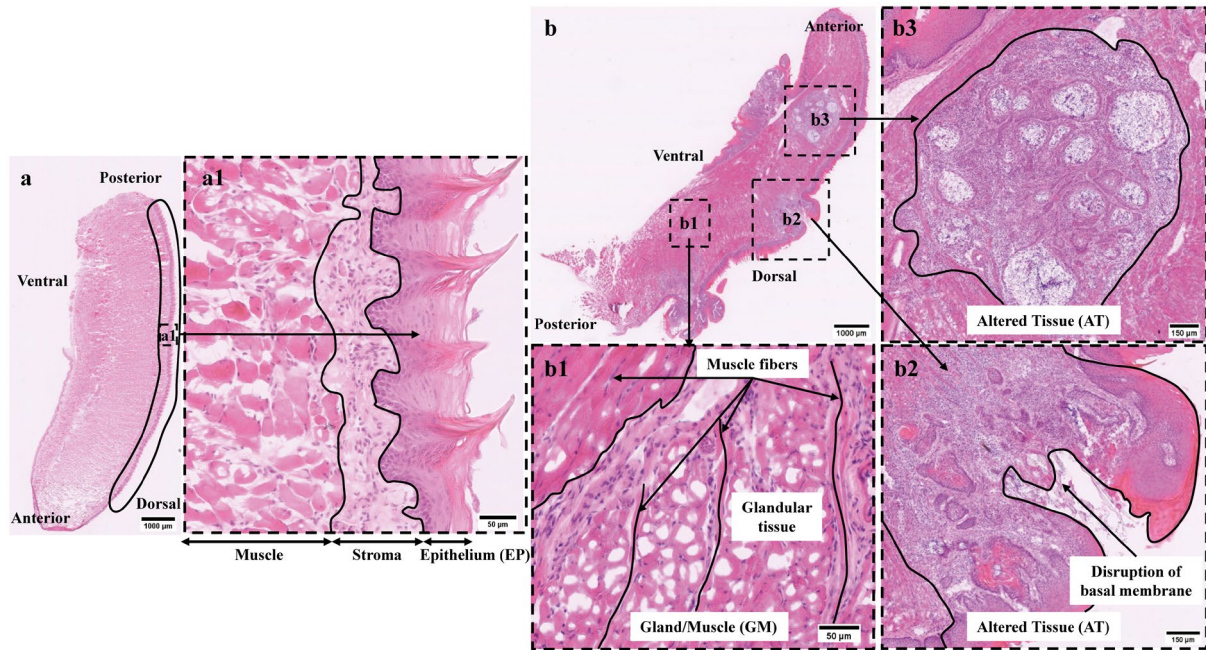 a
Posterior
Ventral
a1
Anterior
Dorsal
1000 µm
a1
50 µm
Muscle
Stroma
Epithelium (EP)
b
Anterior
b3
Ventral
b1
b2
Dorsal
Posterior
1000 µm
b3
Altered Tissue (AT)
150 µm
b1
Muscle fibers
Glandular
tissue
Gland/Muscle (GM)
50 µm
b2
Disruption of
basal membrane
Altered Tissue (AT)
150 µm